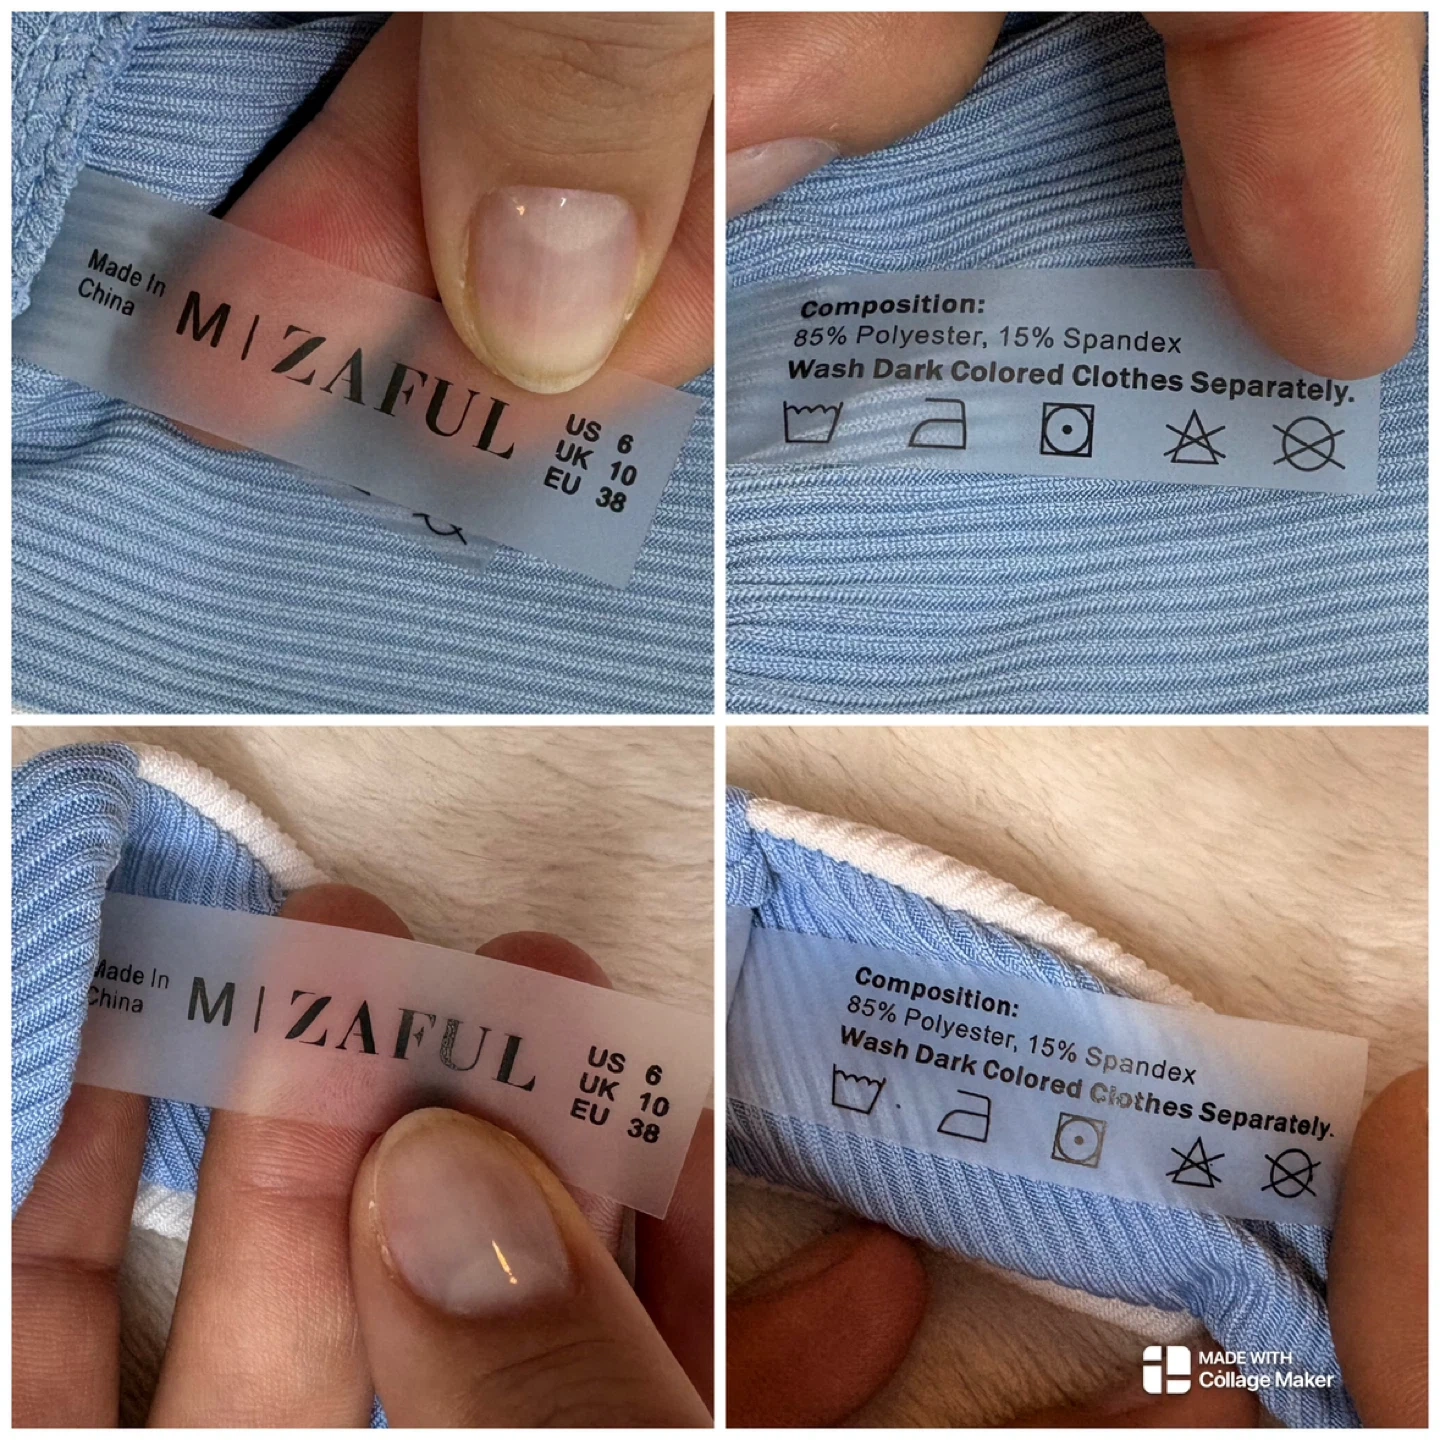 Made In
China
M | ZAFUL
US 6
UK 10
EU 38
Composition:
85% Polyester, 15% Spandex
Wash Dark Colored Clothes Separately.
Made In
China
M | ZAFUL
US 6
UK 10
EU 38
Composition:
85% Polyester, 15% Spandex
Wash Dark Colored Clothes Separately.
MADE WITH
Collage Maker